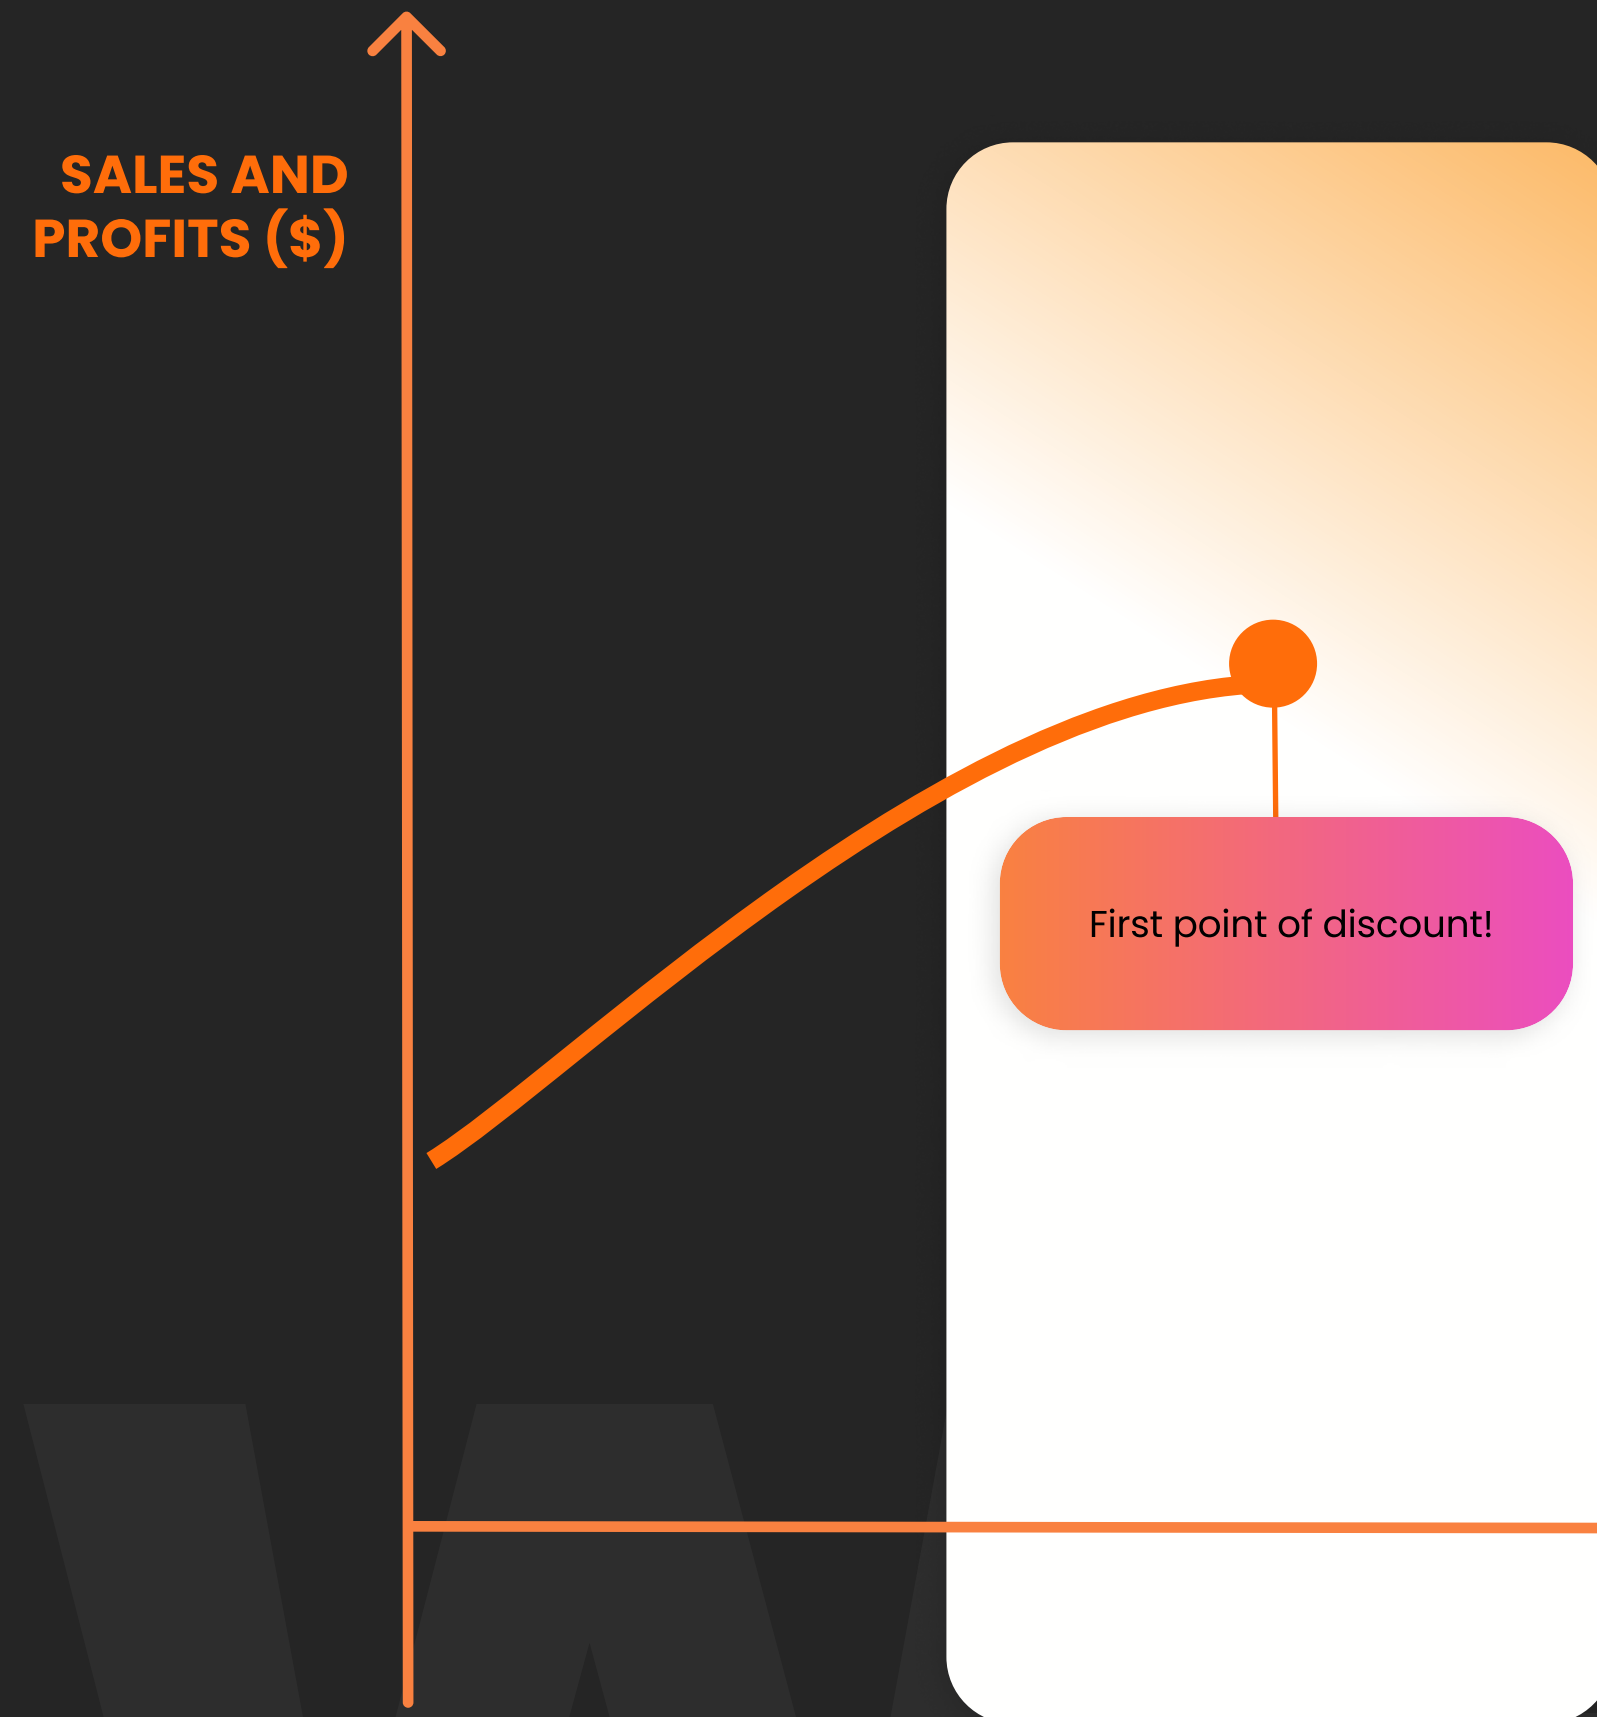 SALES AND
PROFITS ($)
First point of discount!